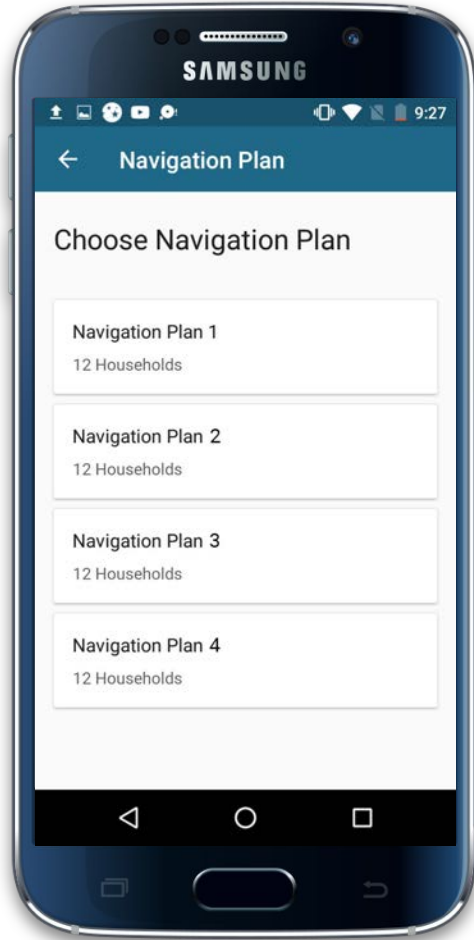 SAMSUNG
9:27
Navigation Plan
Choose Navigation Plan
Navigation Plan 1
12 Households
Navigation Plan 2
12 Households
Navigation Plan 3
12 Households
Navigation Plan 4
12 Households